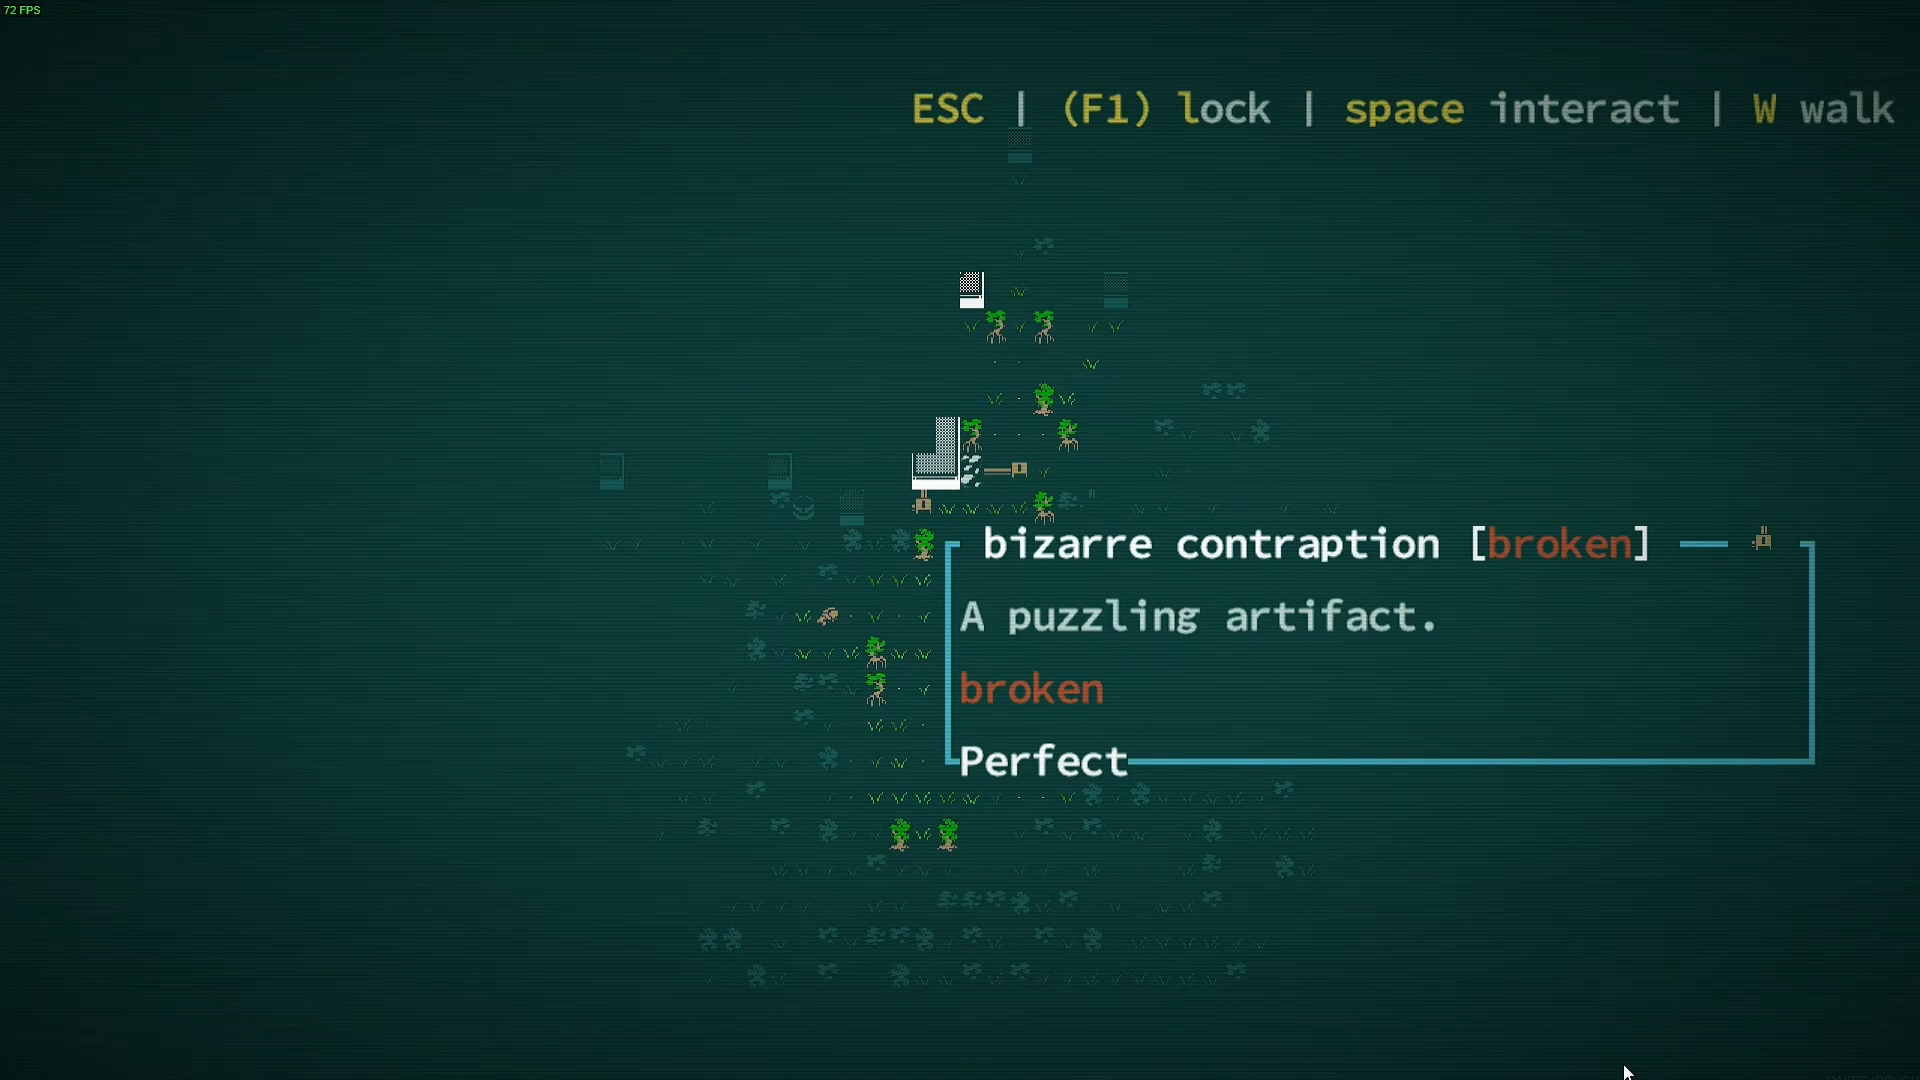 72 FPS
ESC | (F1) lock | space interact | W walk
bizarre contraption [broken]
A puzzling artifact.
broken
Perfect